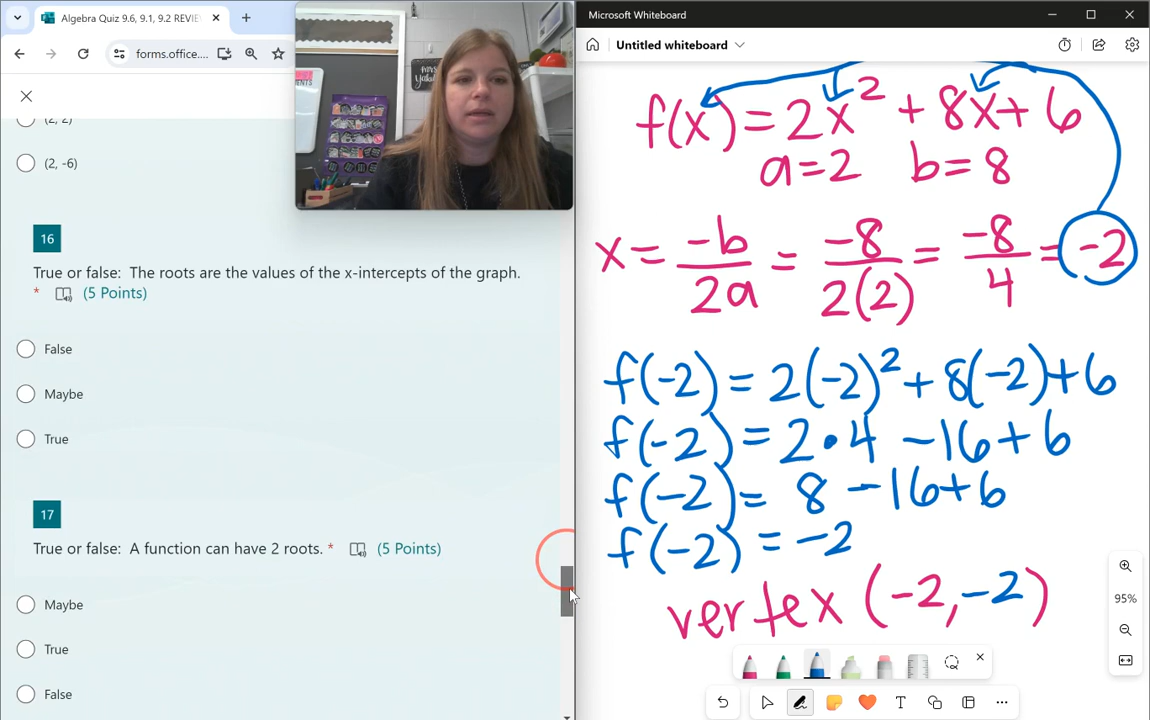 Algebra Quiz 9.6, 9.1, 9.2 REVIE
forms.office....
(2, 2)
(2, -6)
16
True or false: The roots are the values of the x-intercepts of the graph.
* (5 Points)
False
Maybe
True
17
True or false: A function can have 2 roots. * (5 Points)
Maybe
True
False
Microsoft Whiteboard
Untitled whiteboard
f(x) = 2x² + 8x + 6
a = 2 b = 8
x = -b/2a = -8/2(2) = -8/4 = -2
f(-2) = 2(-2)² + 8(-2) + 6
f(-2) = 2 • 4 - 16 + 6
f(-2) = 8 - 16 + 6
f(-2) = -2
vertex (-2, -2)
95%